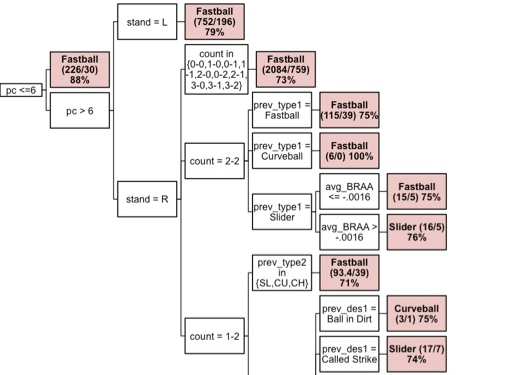 pc <=6
Fastball
(226/30)
88%
pc > 6
stand = L
Fastball
(752/196)
79%
stand = R
count in
{0-0,1-0,0-1,1
-1,2-0,0-2,2-1,
3-0,3-1,3-2}
Fastball
(2084/759)
73%
count = 2-2
prev_type1 =
Fastball
Fastball
(115/39) 75%
prev_type1 =
Curveball
Fastball
(6/0) 100%
prev_type1 =
Slider
avg_BRAA
<= -.0016
Fastball
(15/5) 75%
avg_BRAA >
-.0016
Slider (16/5)
76%
count = 1-2
prev_type2
in
{SL,CU,CH}
Fastball
(93.4/39)
71%
prev_des1 =
Ball in Dirt
Curveball
(3/1) 75%
prev_des1 =
Called Strike
Slider (17/7)
74%